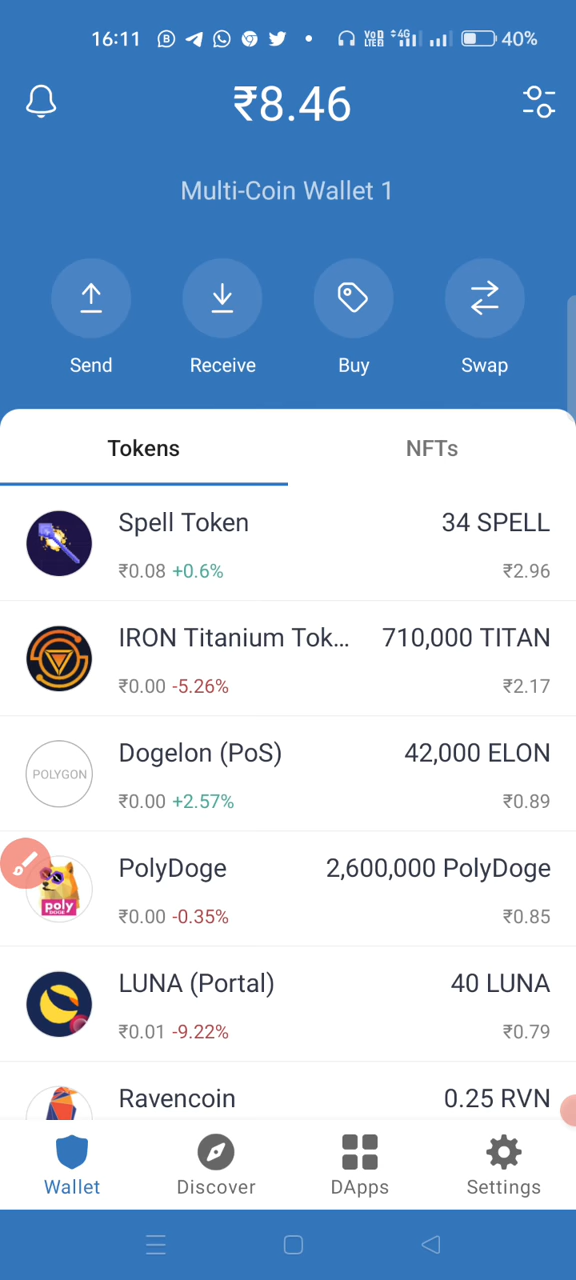 16:11 40%
₹8.46
Multi-Coin Wallet 1
Send Receive Buy Swap
Tokens NFTs
Spell Token 34 SPELL
₹0.08 +0.6% ₹2.96
IRON Titanium Tok... 710,000 TITAN
₹0.00 -5.26% ₹2.17
POLYGON
Dogelon (PoS) 42,000 ELON
₹0.00 +2.57% ₹0.89
PolyDoge 2,600,000 PolyDoge
poly
DOGE
₹0.00 -0.35% ₹0.85
LUNA (Portal) 40 LUNA
₹0.01 -9.22% ₹0.79
Ravencoin 0.25 RVN
Wallet Discover DApps Settings